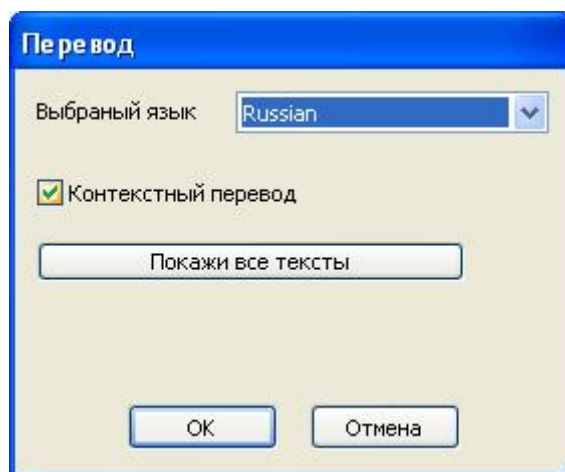 Перевод
Выбраный язык Russian
Контекстный перевод
Покажи все тексты
OK Отмена